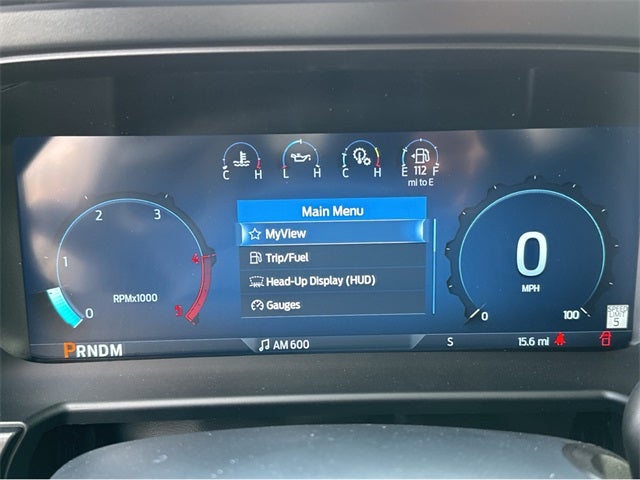 C H
L H
C H
E 112 F
mi to E
Main Menu
MyView
Trip/Fuel
Head-Up Display (HUD)
Gauges
0 1 2 3 4 5
RPMx1000
0
MPH
0 100
SPEED
LIMIT
5
PRNDM
AM 600
S
15.6 mi